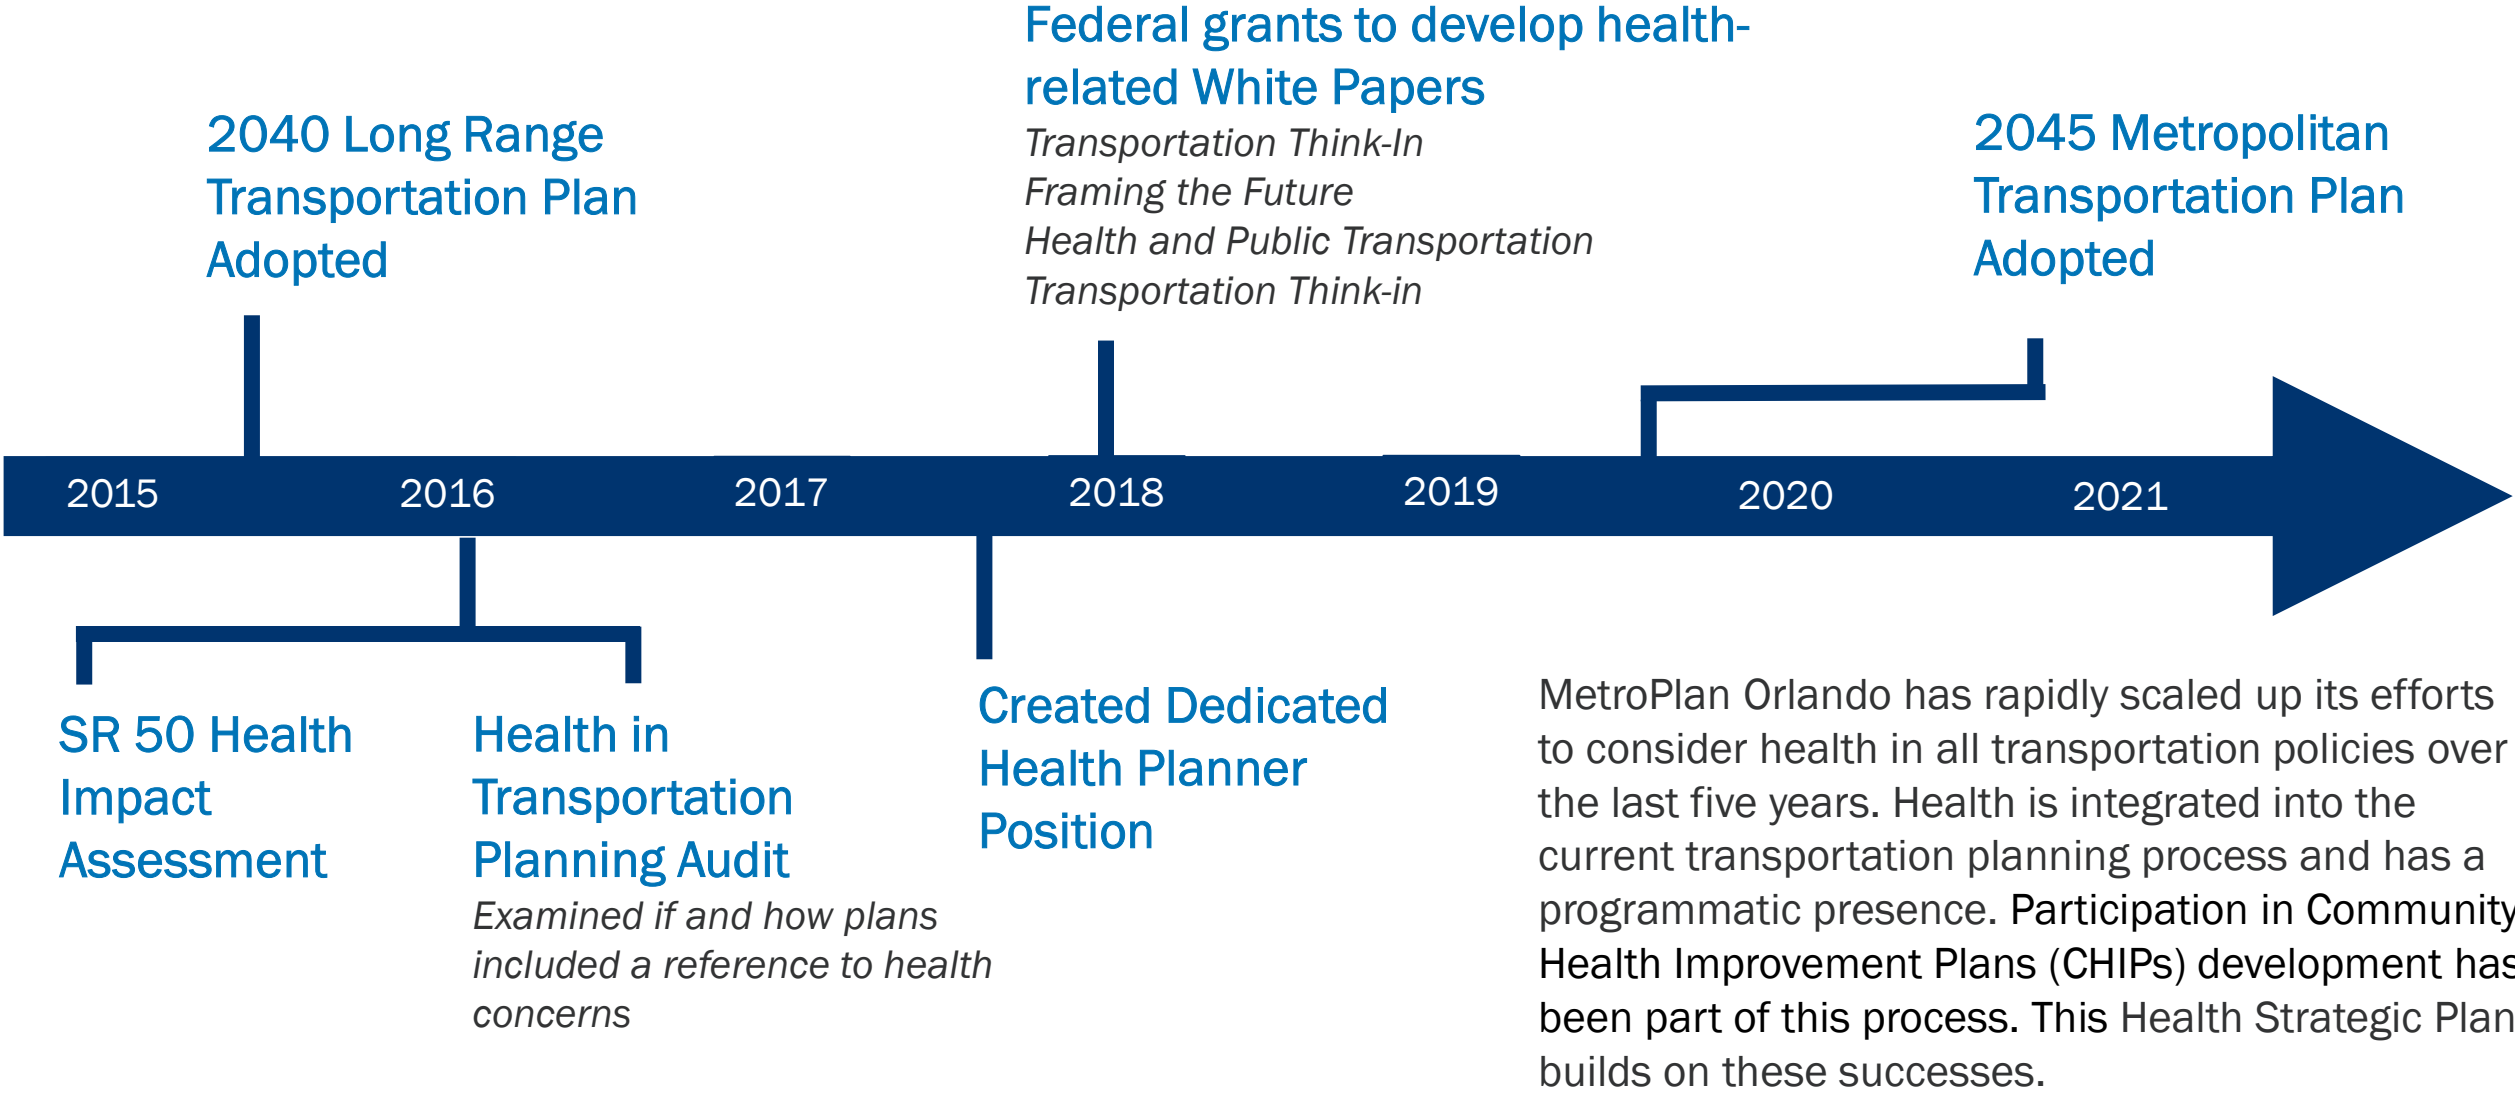 Federal grants to develop health-
related White Papers
Transportation Think-In
Framing the Future
Health and Public Transportation
Transportation Think-in
2040 Long Range
Transportation Plan
Adopted
2045 Metropolitan
Transportation Plan
Adopted
2015 2016 2017 2018 2019 2020 2021
SR 50 Health
Impact
Assessment
Health in
Transportation
Planning Audit
Examined if and how plans
included a reference to health
concerns
Created Dedicated
Health Planner
Position
MetroPlan Orlando has rapidly scaled up its efforts
to consider health in all transportation policies over
the last five years. Health is integrated into the
current transportation planning process and has a
programmatic presence. Participation in Community
Health Improvement Plans (CHIPs) development has
been part of this process. This Health Strategic Plan
builds on these successes.